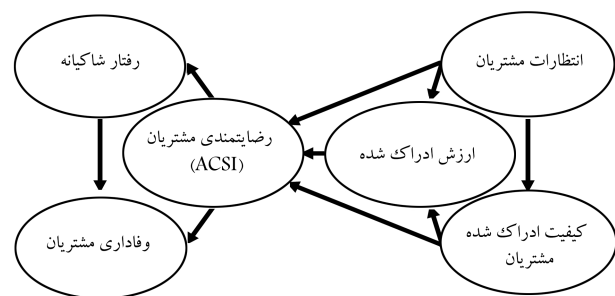 انتظارات مشتریان
رفتار شاکیانه
ارزش ادراک شده
رضایتمندی مشتریان
(ACSI)
کیفیت ادراک شده
مشتریان
وفاداری مشتریان